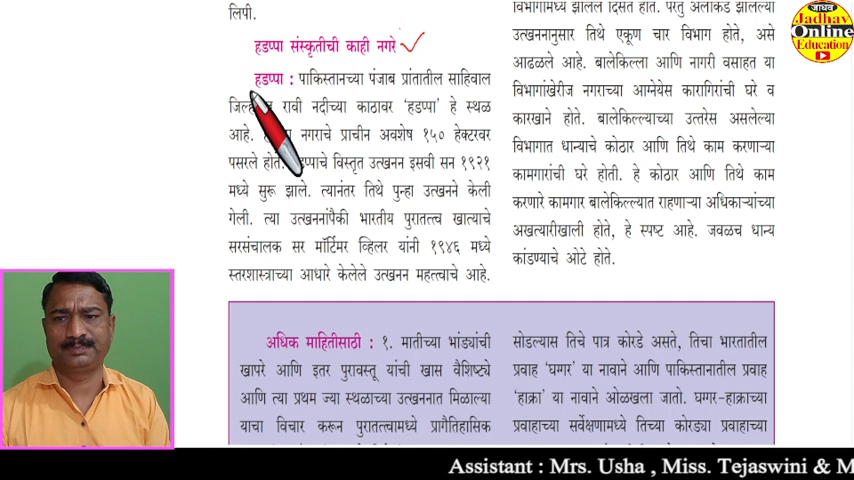 लिपी.
हडप्पा संस्कृतीची काही नगरे
हडप्पा : पाकिस्तानच्या पंजाब प्रांतातील साहिवाल
रावी नदीच्या काठावर 'हडप्पा' हे स्थळ
आहे. नगराचे प्राचीन अवशेष १५० हेक्टरवर
पसरले होते. विस्तृत उत्खनन इसवी सन १९२१
मध्ये सुरू झाले. त्यानंतर तिथे पुन्हा उत्खनने केली
गेली. त्या उत्खननांपैकी भारतीय पुरातत्त्व खात्याचे
सरसंचालक सर मॉर्टिमर व्हिलर यांनी १९४६ मध्ये
स्तरशास्त्राच्या आधारे केलेले उत्खनन महत्त्वाचे आहे.
विभागांमध्ये झालेल दिसते होते. परंतु अलीकडे झालेल्या
उत्खननानुसार तिथे एकूण चार विभाग होते, असे
आढळले आहे. बालेकिल्ला आणि नागरी वसाहत या
विभागांखेरीज नगराच्या आग्नेयेस कारागिरांची घरे व
कारखाने होते. बालेकिल्ल्याच्या उत्तरेस असलेल्या
विभागात धान्याचे कोठार आणि तिथे काम करणाऱ्या
कामगारांची घरे होती. हे कोठार आणि तिथे काम
करणारे कामगार बालेकिल्ल्यात राहणाऱ्या अधिकाऱ्यांच्या
अखत्यारीखाली होते, हे स्पष्ट आहे. जवळच धान्य
कांडण्याचे ओटे होते.
अधिक माहितीसाठी : १. मातीच्या भांड्यांची
खापरे आणि इतर पुरावस्तू यांची खास वैशिष्ट्ये
आणि त्या प्रथम ज्या स्थळाच्या उत्खननात मिळाल्या
याचा विचार करून पुरातत्त्वामध्ये प्रागैतिहासिक
सोडल्यास तिचे पात्र कोरडे असते, तिचा भारतातील
प्रवाह 'घग्गर' या नावाने आणि पाकिस्तानातील प्रवाह
'हाक्रा' या नावाने ओळखला जातो. घग्गर-हाक्राच्या
प्रवाहाच्या सर्वेक्षणामध्ये तिच्या कोरड्या प्रवाहाच्या
जाधव
Jadhav
Online
Education
Assistant : Mrs. Usha , Miss. Tejaswini & M